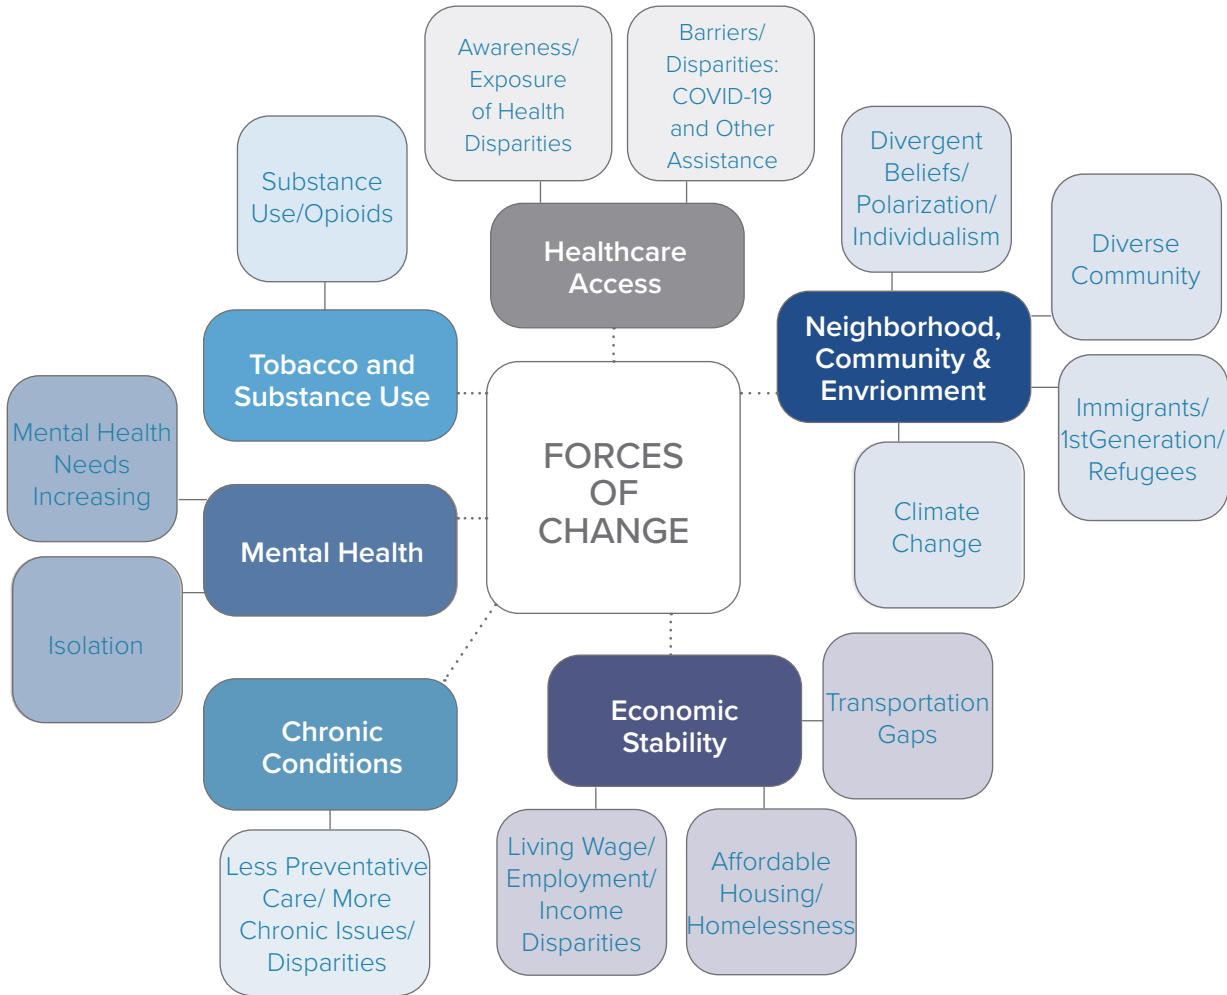 Awareness/
Exposure
of Health
Disparities
Barriers/
Disparities:
COVID-19
and Other
Assistance
Divergent
Beliefs/
Polarization/
Individualism
Substance
Use/Opioids
Diverse
Community
Healthcare
Access
Neighborhood,
Community &
Envrionment
Tobacco and
Substance Use
Immigrants/
1stGeneration/
Refugees
Mental Health
Needs
Increasing
FORCES
OF
CHANGE
Climate
Change
Mental Health
Isolation
Economic
Stability
Transportation
Gaps
Chronic
Conditions
Less Preventative
Care/ More
Chronic Issues/
Disparities
Living Wage/
Employment/
Income
Disparities
Affordable
Housing/
Homelessness